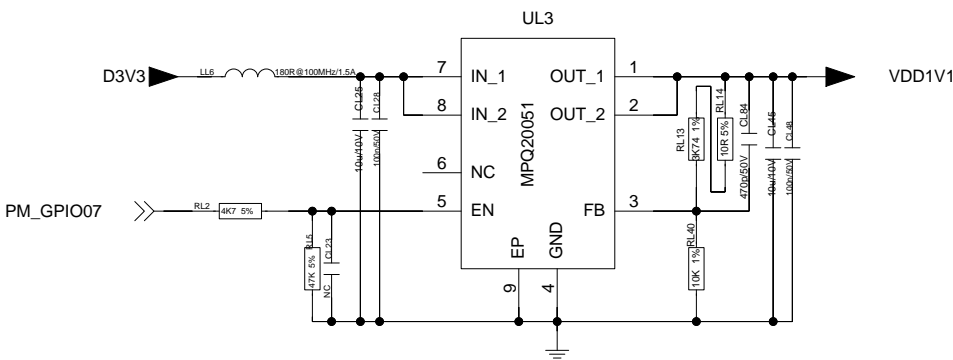 UL3
D3V3
LL6
180R@100MHz/1.5A
CL25
10u/10V
CL28
100n/50V
7
IN_1
8
IN_2
6
NC
5
EN
MPQ20051
EP
9
GND
4
OUT_1
1
OUT_2
2
FB
3
RL13
3K74 1%
RL14
10R 5%
CL84
470p/50V
CL45
10u/10V
CL48
100n/50V
VDD1V1
PM_GPIO07
RL2
4K7 5%
RL5
47K 5%
CL23
NC
RL40
10K 1%